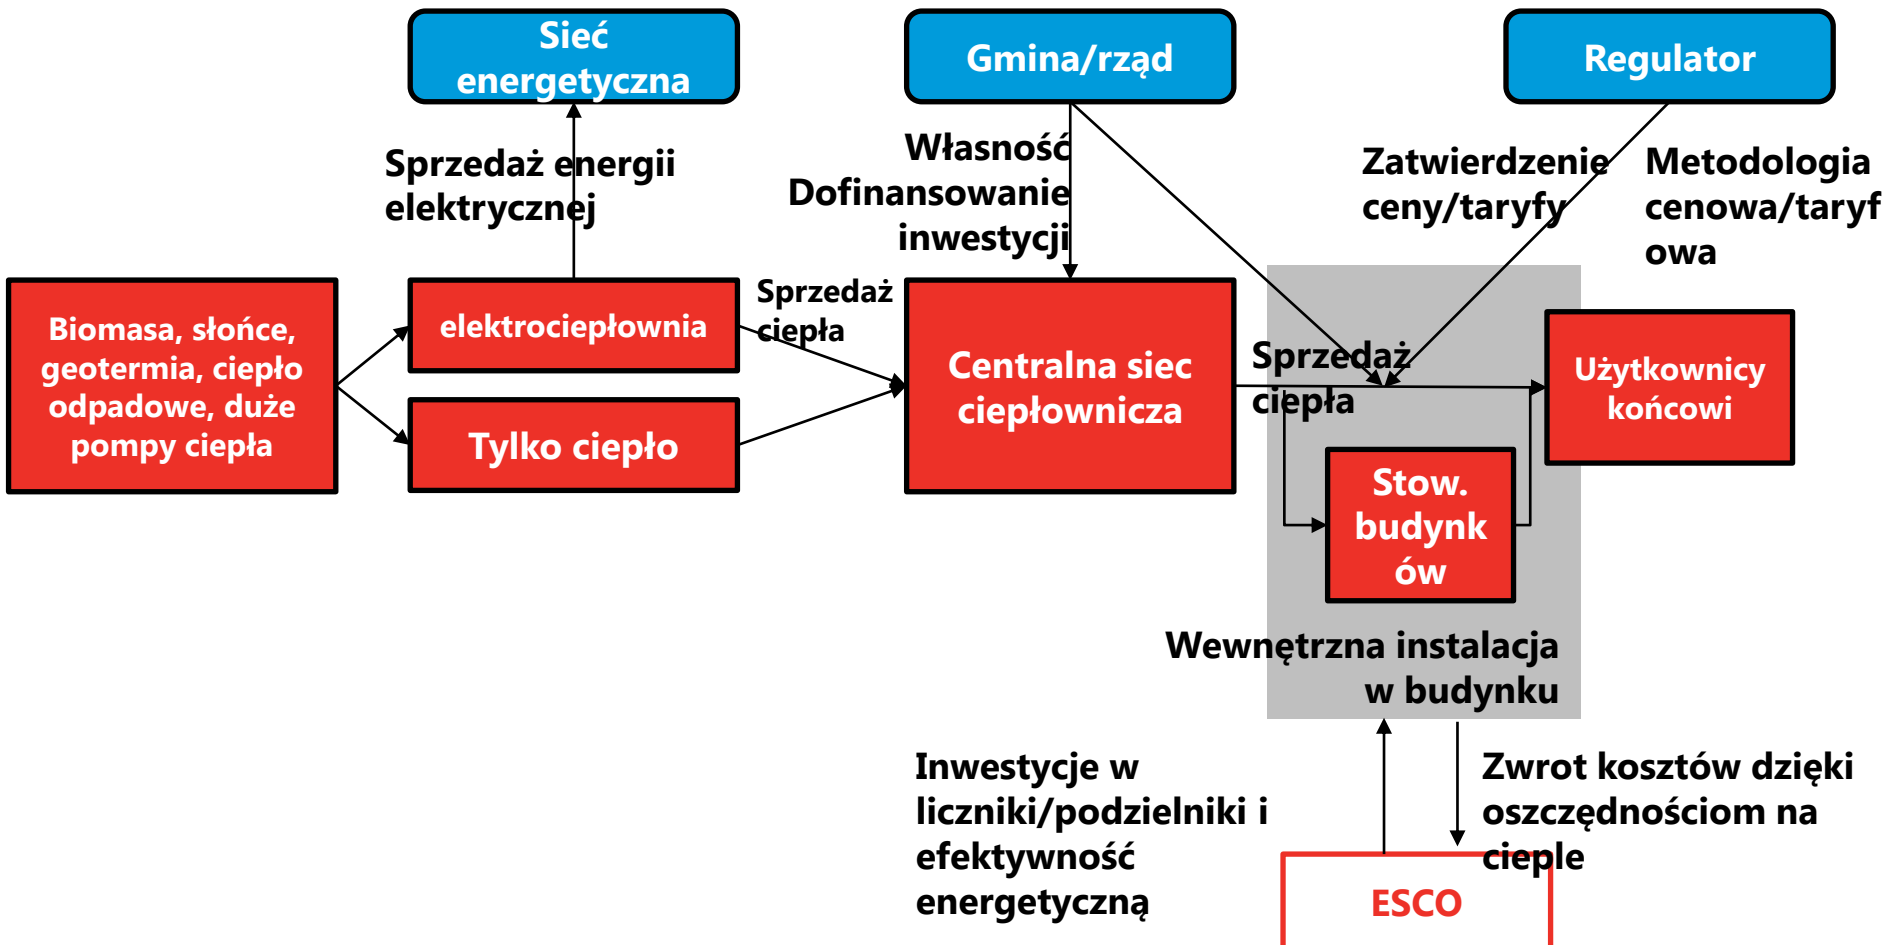 Sieć
energetyczna
Gmina/rząd
Regulator
Sprzedaż energii
elektrycznej
Własność
Dofinansowanie
inwestycji
Zatwierdzenie
ceny/taryfy
Metodologia
cenowa/taryf
owa
Biomasa, słońce,
geotermia, ciepło
odpadowe, duże
pompy ciepła
elektrociepłownia
Tylko ciepło
Sprzedaż
ciepła
Centralna siec
ciepłownicza
Sprzedaż
ciepła
Użytkownicy
końcowi
Stow.
budynk
ów
Wewnętrzna instalacja
w budynku
Inwestycje w
liczniki/podzielniki i
efektywność
energetyczną
Zwrot kosztów dzięki
oszczędnościom na
cieple
ESCO